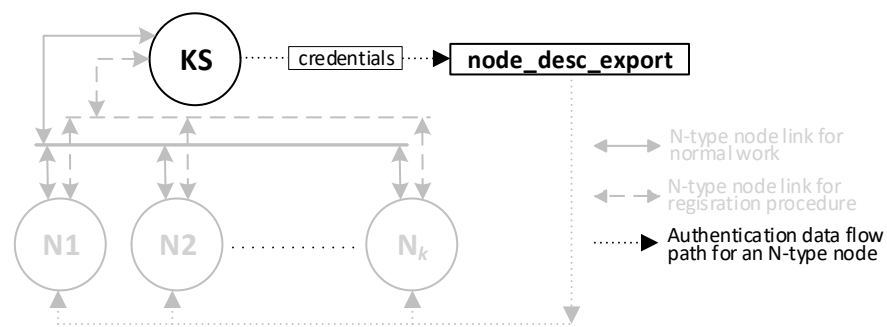 KS
credentials
node_desc_export
N-type node link for
normal work
N-type node link for
regisration procedure
N1
N2
Nk
Authentication data flow
path for an N-type node